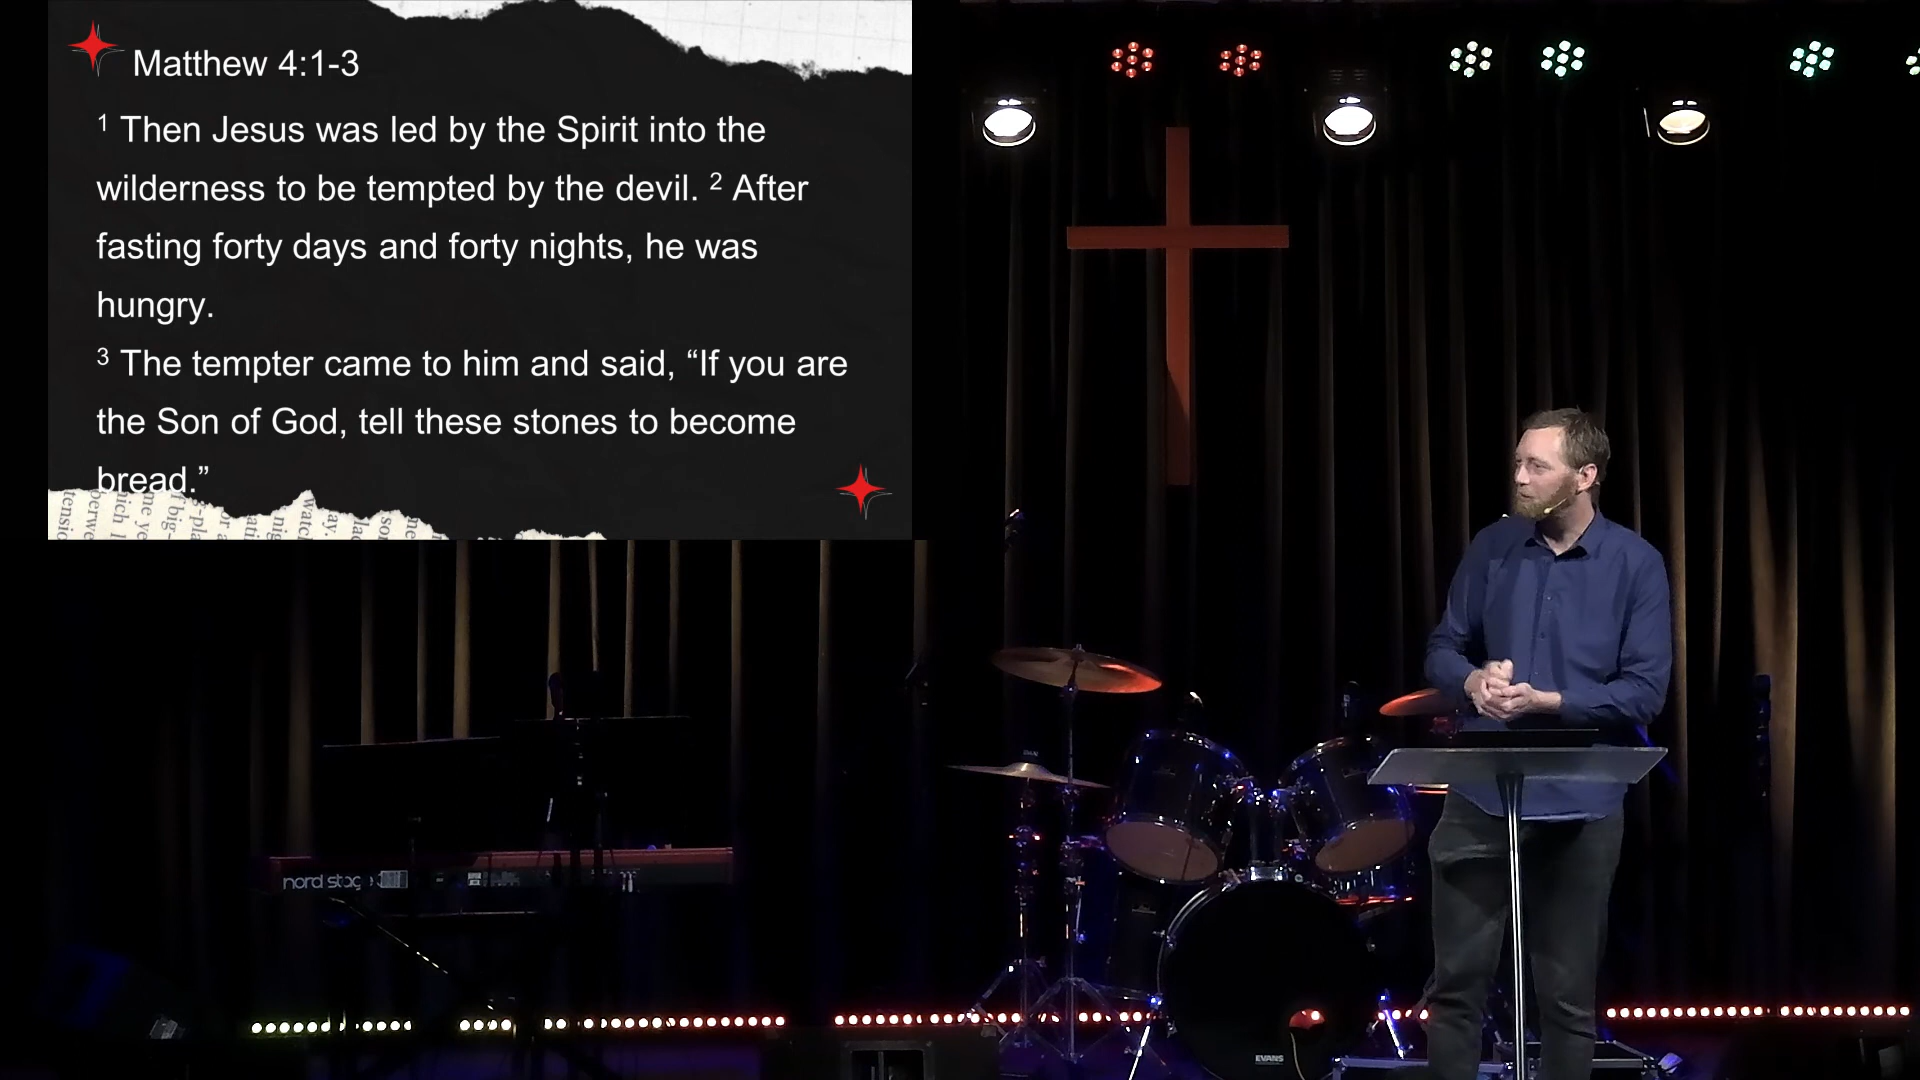 Matthew 4:1-3
1 Then Jesus was led by the Spirit into the
wilderness to be tempted by the devil. 2 After
fasting forty days and forty nights, he was
hungry.
3 The tempter came to him and said, “If you are
the Son of God, tell these stones to become
bread.”
nord stage
EVANS